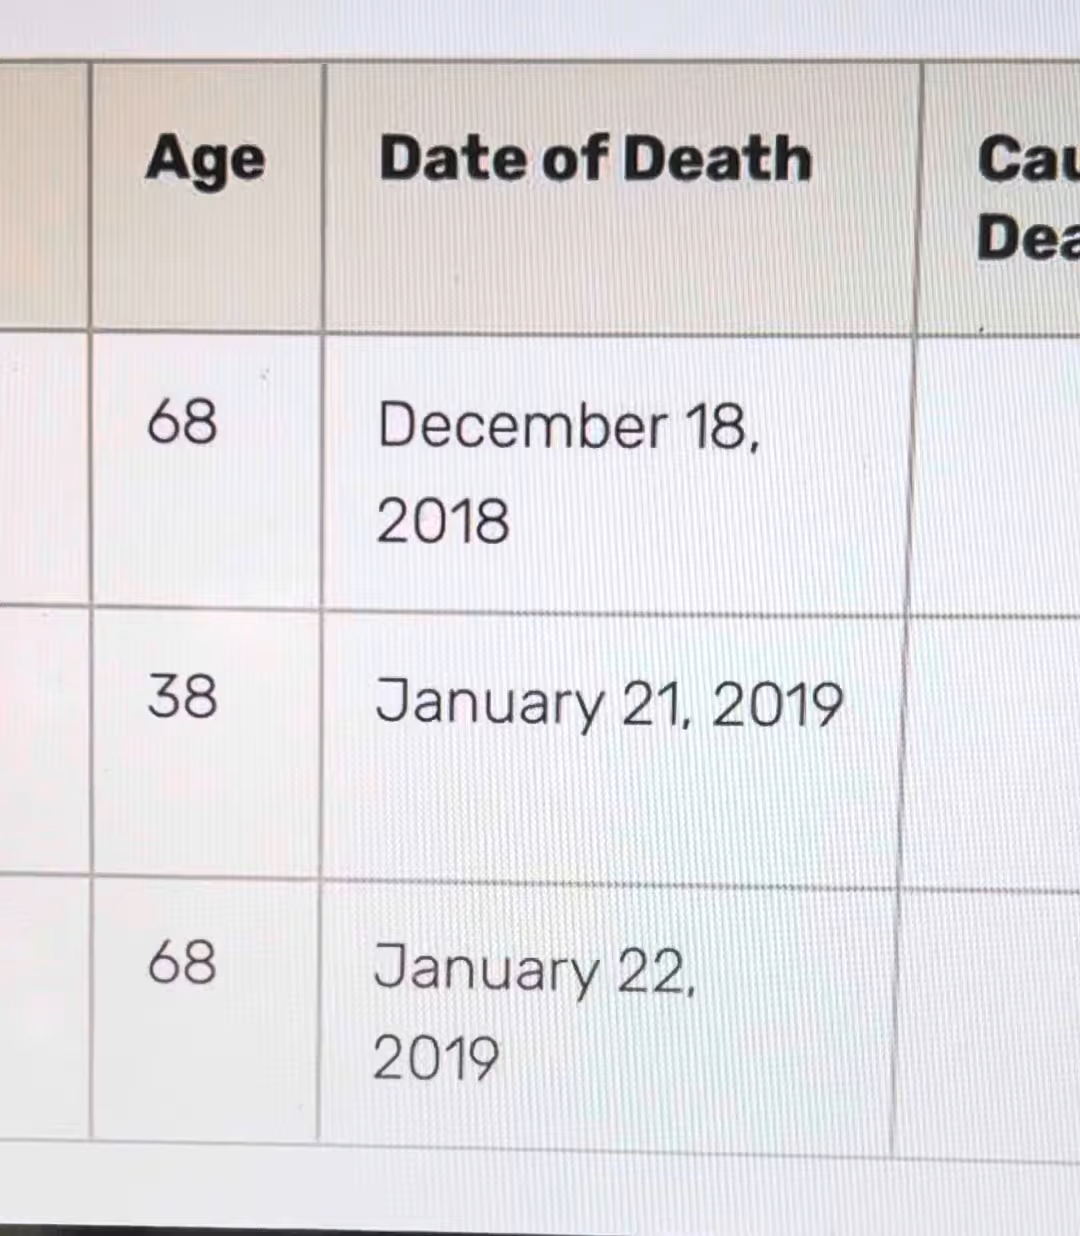 Age Date of Death
68 December 18,
2018
38 January 21, 2019
68 January 22,
2019